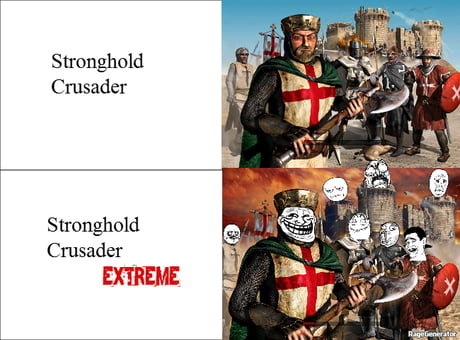 Stronghold
Crusader
Stronghold
Crusader
EXTREME
RageGenerator